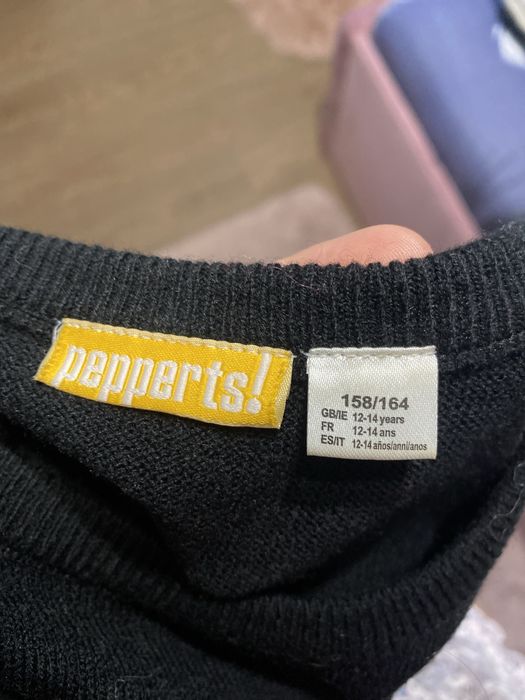 pepperts!
158/164
GB/IE 12-14 years
FR 12-14 ans
ES/IT 12-14 años/anni/anos